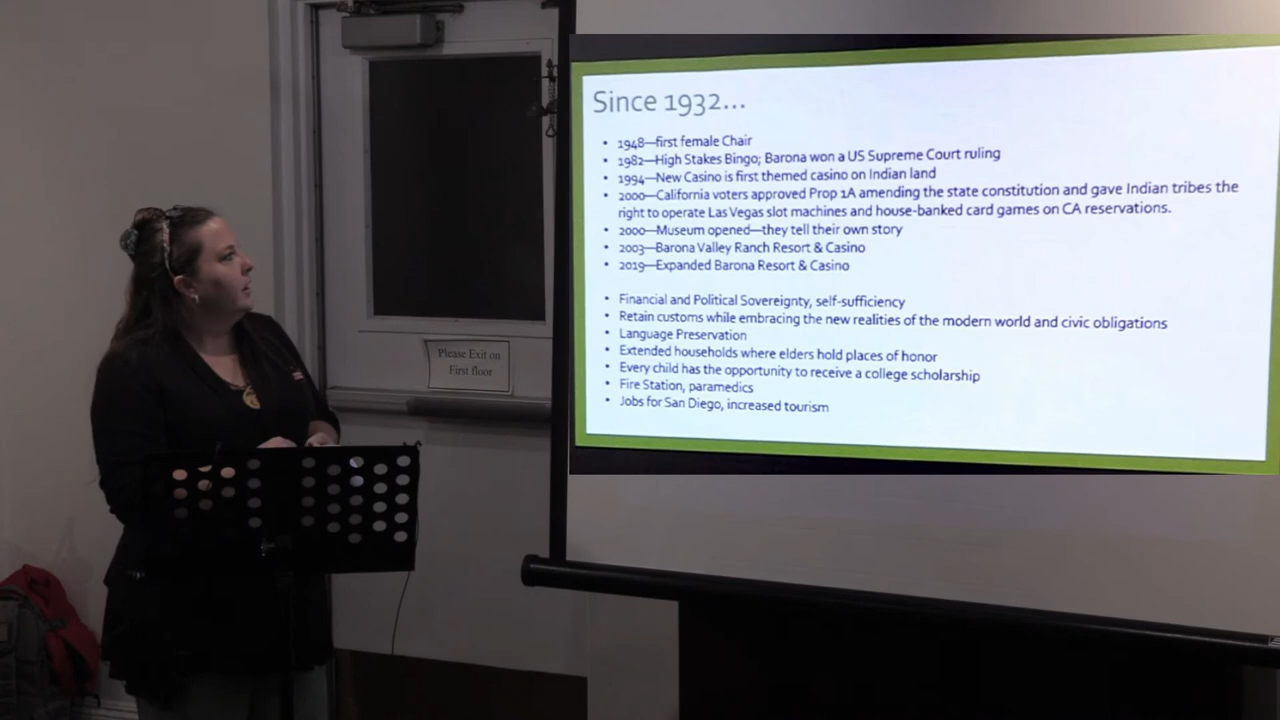 Since 1932...
• 1948—first female Chair
• 1982—High Stakes Bingo; Barona won a US Supreme Court ruling
• 1994—New Casino is first themed casino on Indian land
• 2000—California voters approved Prop 1A amending the state constitution and gave Indian tribes the
right to operate Las Vegas slot machines and house-banked card games on CA reservations.
• 2000—Museum opened—they tell their own story
• 2003—Barona Valley Ranch Resort & Casino
• 2019—Expanded Barona Resort & Casino
• Financial and Political Sovereignty, self-sufficiency
• Retain customs while embracing the new realities of the modern world and civic obligations
• Language Preservation
• Extended households where elders hold places of honor
• Every child has the opportunity to receive a college scholarship
• Fire Station, paramedics
• Jobs for San Diego, increased tourism
Please Exit on
First floor